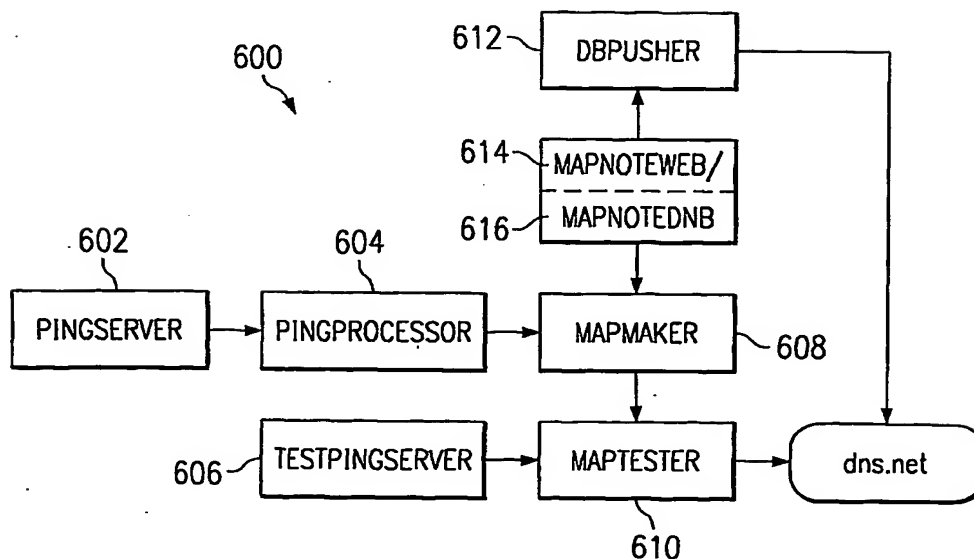 612
DBPUSHER
600
614
MAPNOTEWEB/
616
MAPNOTEDNB
602
604
PINGSERVER
PINGPROCESSOR
MAPMAKER
608
606
TESTPINGSERVER
MAPTESTER
dns.net
610